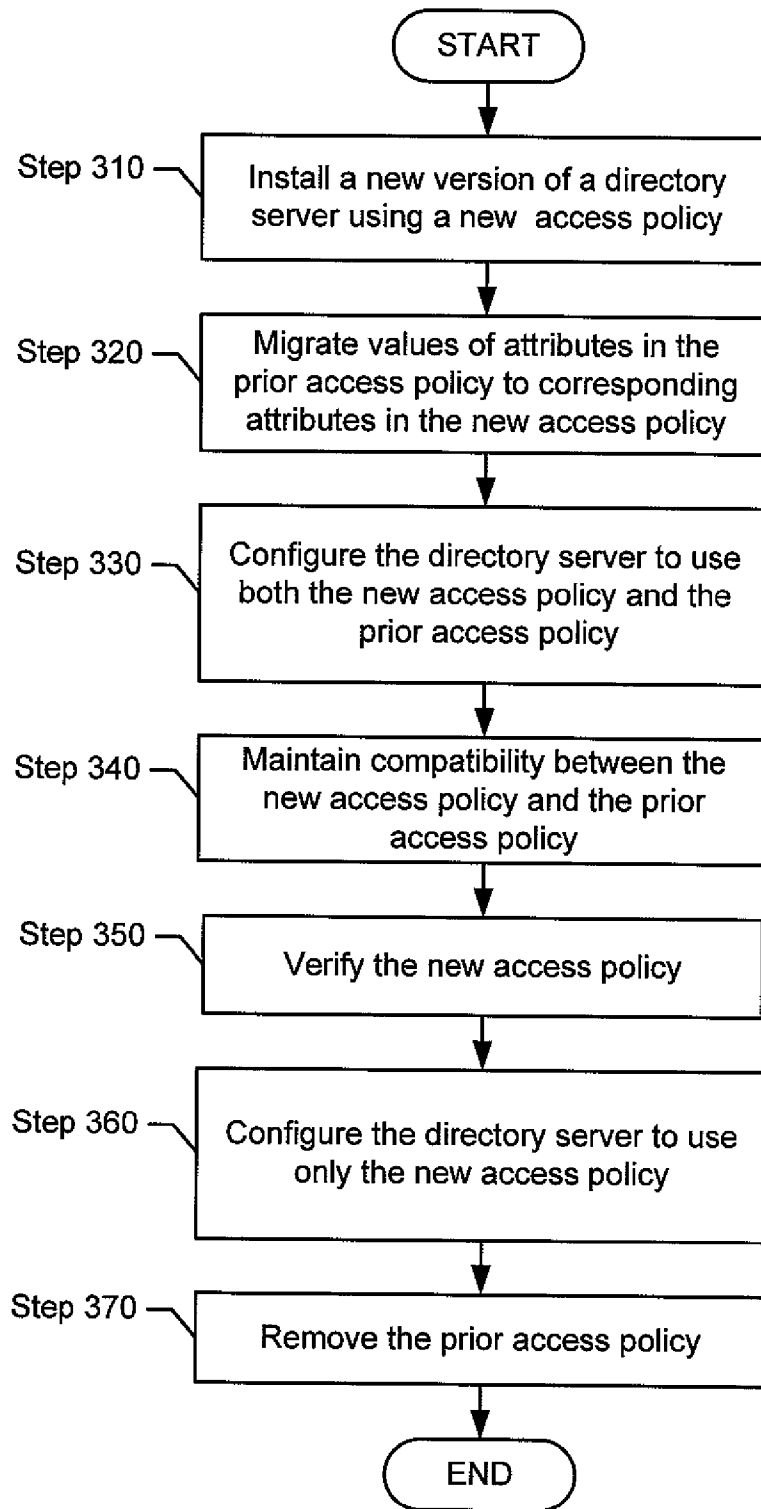 START
Step 310
Install a new version of a directory
server using a new access policy
Step 320
Migrate values of attributes in the
prior access policy to corresponding
attributes in the new access policy
Step 330
Configure the directory server to use
both the new access policy and the
prior access policy
Step 340
Maintain compatibility between the
new access policy and the prior
access policy
Step 350
Verify the new access policy
Step 360
Configure the directory server to use
only the new access policy
Step 370
Remove the prior access policy
END